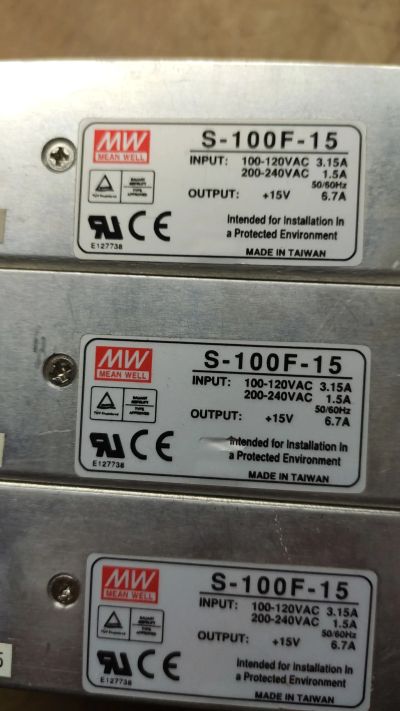 MW
MEAN WELL
S-100F-15
INPUT: 100-120VAC 3.15A
200-240VAC 1.5A
50/60Hz
OUTPUT: +15V 6.7A
Intended for Installation in
a Protected Environment
E127738
MADE IN TAIWAN
MW
MEAN WELL
S-100F-15
INPUT: 100-120VAC 3.15A
200-240VAC 1.5A
50/60Hz
OUTPUT: +15V 6.7A
Intended for Installation in
a Protected Environment
E127738
MADE IN TAIWAN
MW
MEAN WELL
S-100F-15
INPUT: 100-120VAC 3.15A
200-240VAC 1.5A
50/60Hz
OUTPUT: +15V 6.7A
Intended for Installation in
a Protected Environment
E127738
MADE IN TAIWAN
5